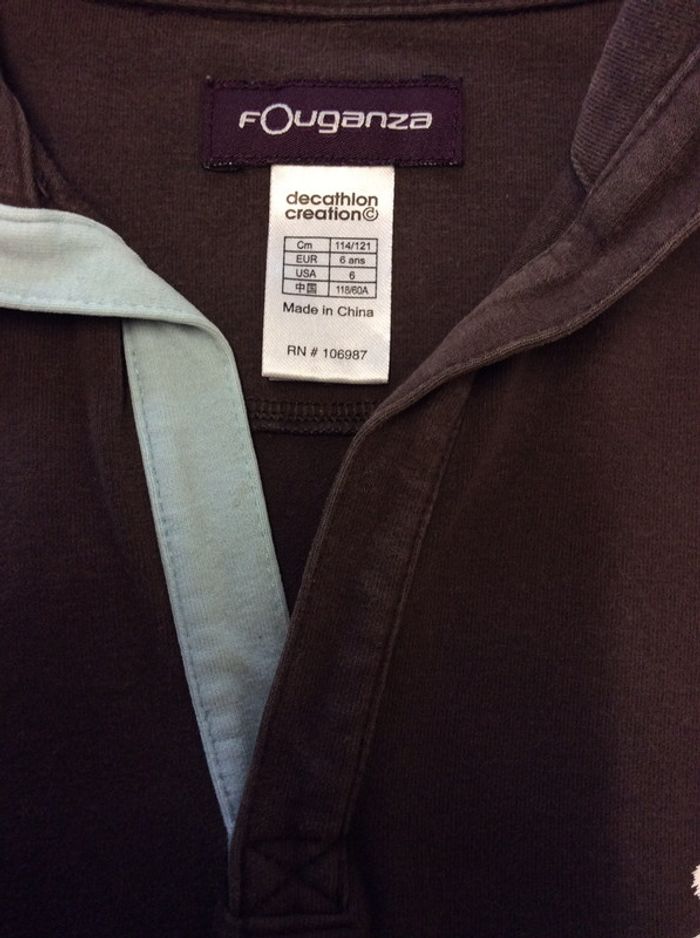 FOuganza
decathlon
creation©
Cm 114/121
EUR 6 ans
USA 6
中国 118/60A
Made in China
RN # 106987